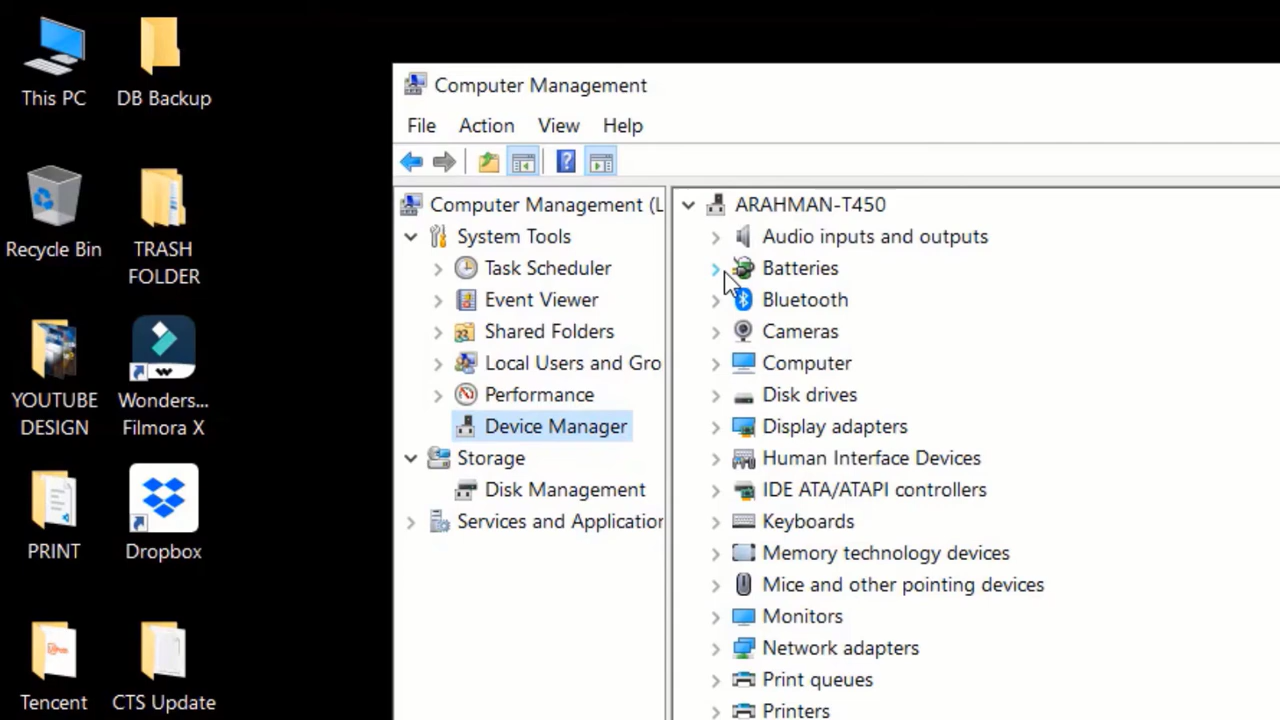 This PC
DB Backup
Recycle Bin
TRASH
FOLDER
YOUTUBE
DESIGN
Wonders...
Filmora X
PRINT
Dropbox
Tencent
CTS Update
Computer Management
File Action View Help
Computer Management (L
System Tools
Task Scheduler
Event Viewer
Shared Folders
Local Users and Gro
Performance
Device Manager
Storage
Disk Management
Services and Application
ARAHMAN-T450
Audio inputs and outputs
Batteries
Bluetooth
Cameras
Computer
Disk drives
Display adapters
Human Interface Devices
IDE ATA/ATAPI controllers
Keyboards
Memory technology devices
Mice and other pointing devices
Monitors
Network adapters
Print queues
Printers